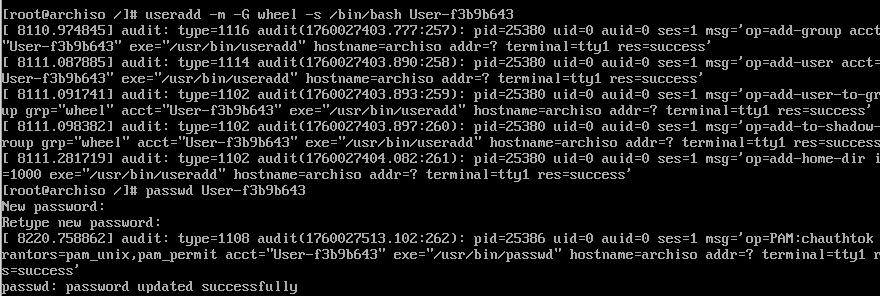 [root@archiso /]# useradd -m -G wheel -s /bin/bash User-f3b9b643
[ 8110.974845] audit: type=1116 audit(1760027403.777:257): pid=25380 uid=0 auid=0 ses=1 msg='op=add-group acct
"User-f3b9b643" exe="/usr/bin/useradd" hostname=archiso addr=? terminal=tty1 res=success'
[ 8111.087885] audit: type=1114 audit(1760027403.890:258): pid=25380 uid=0 auid=0 ses=1 msg='op=add-user acct=
User-f3b9b643" exe="/usr/bin/useradd" hostname=archiso addr=? terminal=tty1 res=success'
[ 8111.091741] audit: type=1102 audit(1760027403.893:259): pid=25380 uid=0 auid=0 ses=1 msg='op=add-user-to-gr
up grp="wheel" acct="User-f3b9b643" exe="/usr/bin/useradd" hostname=archiso addr=? terminal=tty1 res=success'
[ 8111.098382] audit: type=1102 audit(1760027403.897:260): pid=25380 uid=0 auid=0 ses=1 msg='op=add-to-shadow-
roup grp="wheel" acct="User-f3b9b643" exe="/usr/bin/useradd" hostname=archiso addr=? terminal=tty1 res=success
[ 8111.281719] audit: type=1102 audit(1760027404.082:261): pid=25380 uid=0 auid=0 ses=1 msg='op=add-home-dir i
=1000 exe="/usr/bin/useradd" hostname=archiso addr=? terminal=tty1 res=success'
[root@archiso /]# passwd User-f3b9b643
New password:
Retype new password:
[ 8220.758862] audit: type=1108 audit(1760027513.102:262): pid=25386 uid=0 auid=0 ses=1 msg='op=PAM:chauthtok
rantors=pam_unix,pam_permit acct="User-f3b9b643" exe="/usr/bin/passwd" hostname=archiso addr=? terminal=tty1 r
s=success'
passwd: password updated successfully